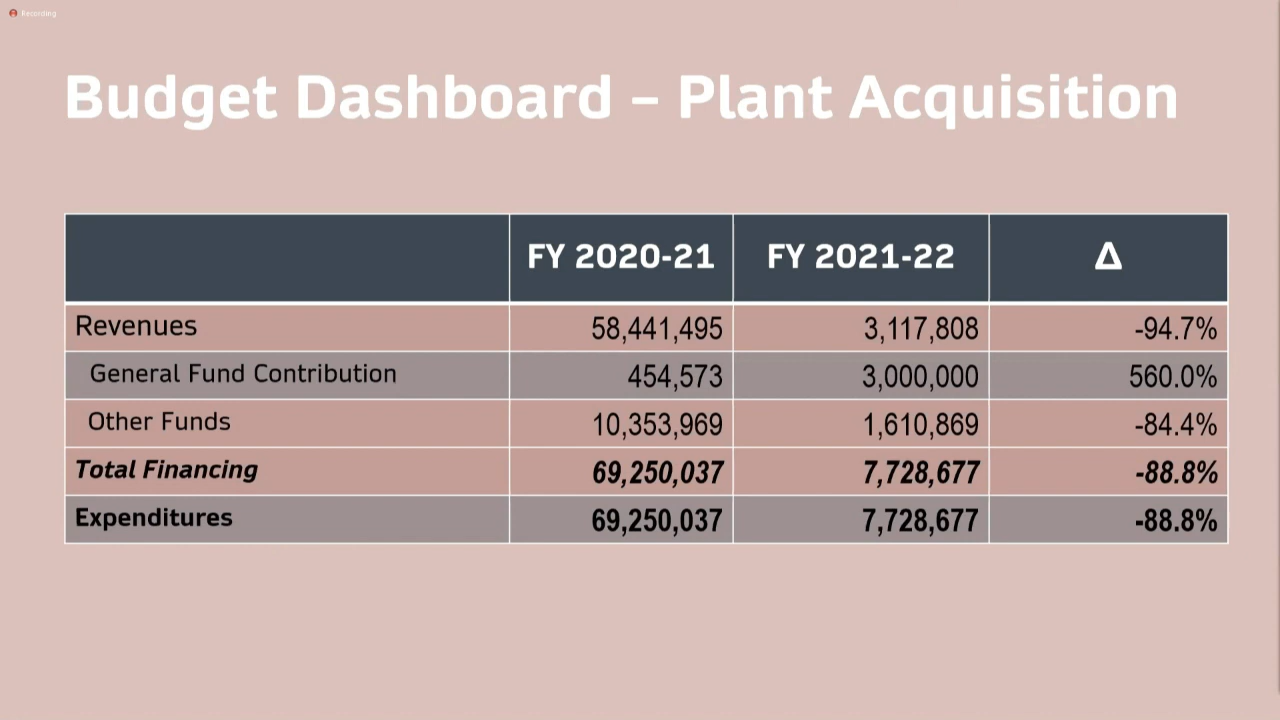 Recording
Budget Dashboard – Plant Acquisition
FY 2020-21 FY 2021-22 Δ
Revenues 58,441,495 3,117,808 -94.7%
General Fund Contribution 454,573 3,000,000 560.0%
Other Funds 10,353,969 1,610,869 -84.4%
Total Financing 69,250,037 7,728,677 -88.8%
Expenditures 69,250,037 7,728,677 -88.8%